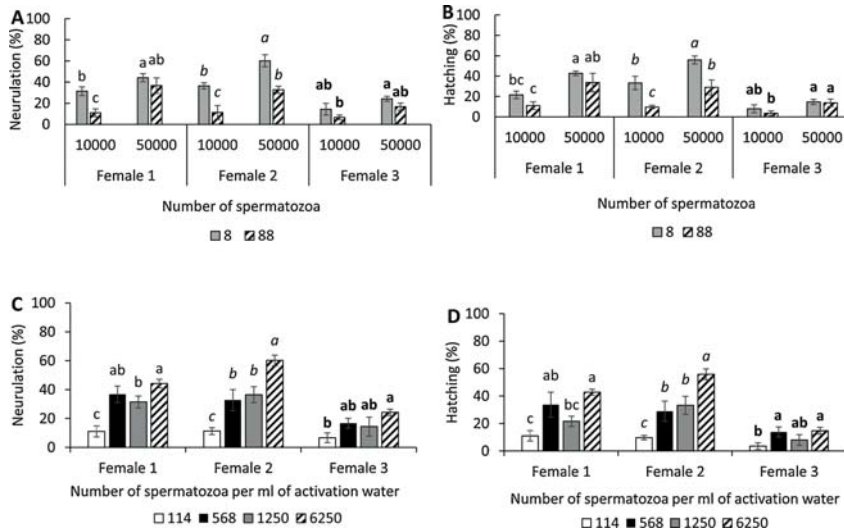 A
Neurulation (%)
100
80
60
40
20
0
b c a ab b c a b ab b a ab
10000 50000 10000 50000 10000 50000
Female 1 Female 2 Female 3
Number of spermatozoa
8 88
B
Hatching (%)
100
80
60
40
20
0
bc c a ab b c a b ab b a a
10000 50000 10000 50000 10000 50000
Female 1 Female 2 Female 3
Number of spermatozoa
8 88
C
Neurulation (%)
100
80
60
40
20
0
c ab b a c b b a b ab ab a
Female 1 Female 2 Female 3
Number of spermatozoa per ml of activation water
114 568 1250 6250
D
Hatching (%)
100
80
60
40
20
0
c ab bc a c b b a b a ab a
Female 1 Female 2 Female 3
Number of spermatozoa per ml of activation water
114 568 1250 6250